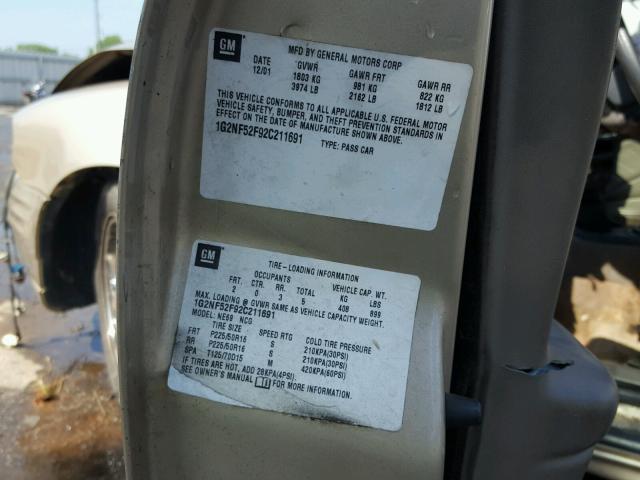 GM
MFD BY GENERAL MOTORS CORP
DATE GVWR GAWR FRT GAWR RR
12/01 1803 KG 981 KG 822 KG
3974 LB 2162 LB 1812 LB
THIS VEHICLE CONFORMS TO ALL APPLICABLE U.S. FEDERAL MOTOR
VEHICLE SAFETY, BUMPER, AND THEFT PREVENTION STANDARDS IN
EFFECT ON THE DATE OF MANUFACTURE SHOWN ABOVE.
1G2NF52F92C211691 TYPE: PASS CAR
GM
TIRE-LOADING INFORMATION
OCCUPANTS VEHICLE CAP. WT.
FRT. CTR. RR. TOTAL KG LBS
2 0 3 5 408 899
MAX. LOADING @ GVWR SAME AS VEHICLE CAPACITY WEIGHT.
1G2NF52F92C211691
MODEL: NE69 NCG
TIRE SIZE SPEED RTG COLD TIRE PRESSURE
FRT P225/50R16 S 210KPA(30PSI)
RR P225/50R16 S 210KPA(30PSI)
SPA T125/70D15 M 420KPA(60PSI)
IF TIRES ARE HOT, ADD 28KPA(4PSI)
SEE OWNER'S MANUAL FOR MORE INFORMATION.